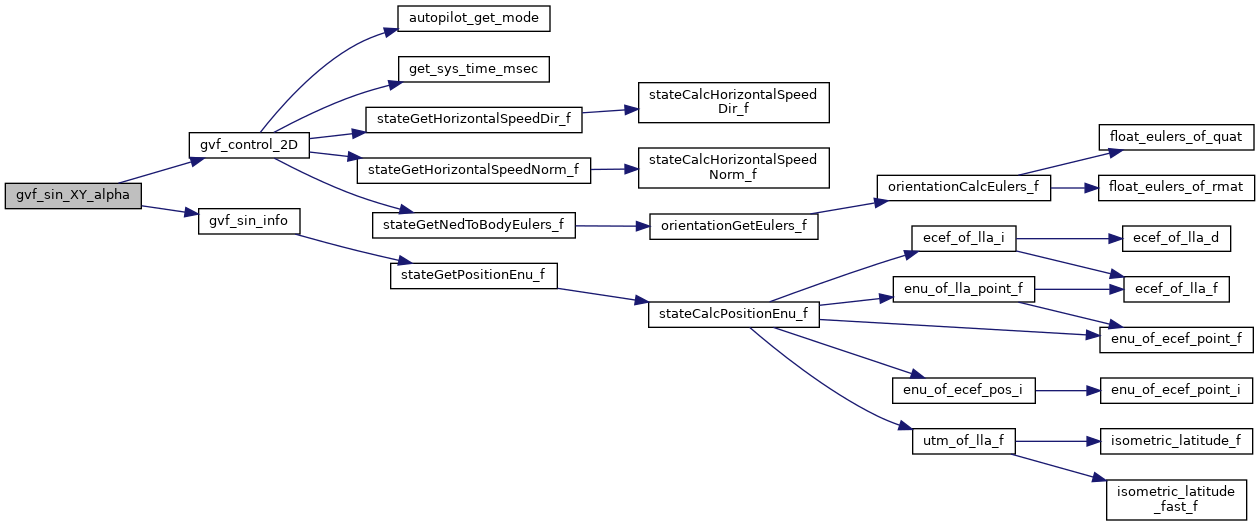 gvf_sin_XY_alpha
gvf_control_2D
gvf_sin_info
autopilot_get_mode
get_sys_time_msec
stateGetHorizontalSpeedDir_f
stateGetHorizontalSpeedNorm_f
stateGetNedToBodyEulers_f
stateGetPositionEnu_f
stateCalcHorizontalSpeed
Dir_f
stateCalcHorizontalSpeed
Norm_f
orientationGetEulers_f
stateCalcPositionEnu_f
orientationCalcEulers_f
ecef_of_lla_i
enu_of_lla_point_f
enu_of_ecef_pos_i
utm_of_lla_f
float_eulers_of_quat
float_eulers_of_rmat
ecef_of_lla_d
ecef_of_lla_f
enu_of_ecef_point_f
enu_of_ecef_point_i
isometric_latitude_f
isometric_latitude
_fast_f